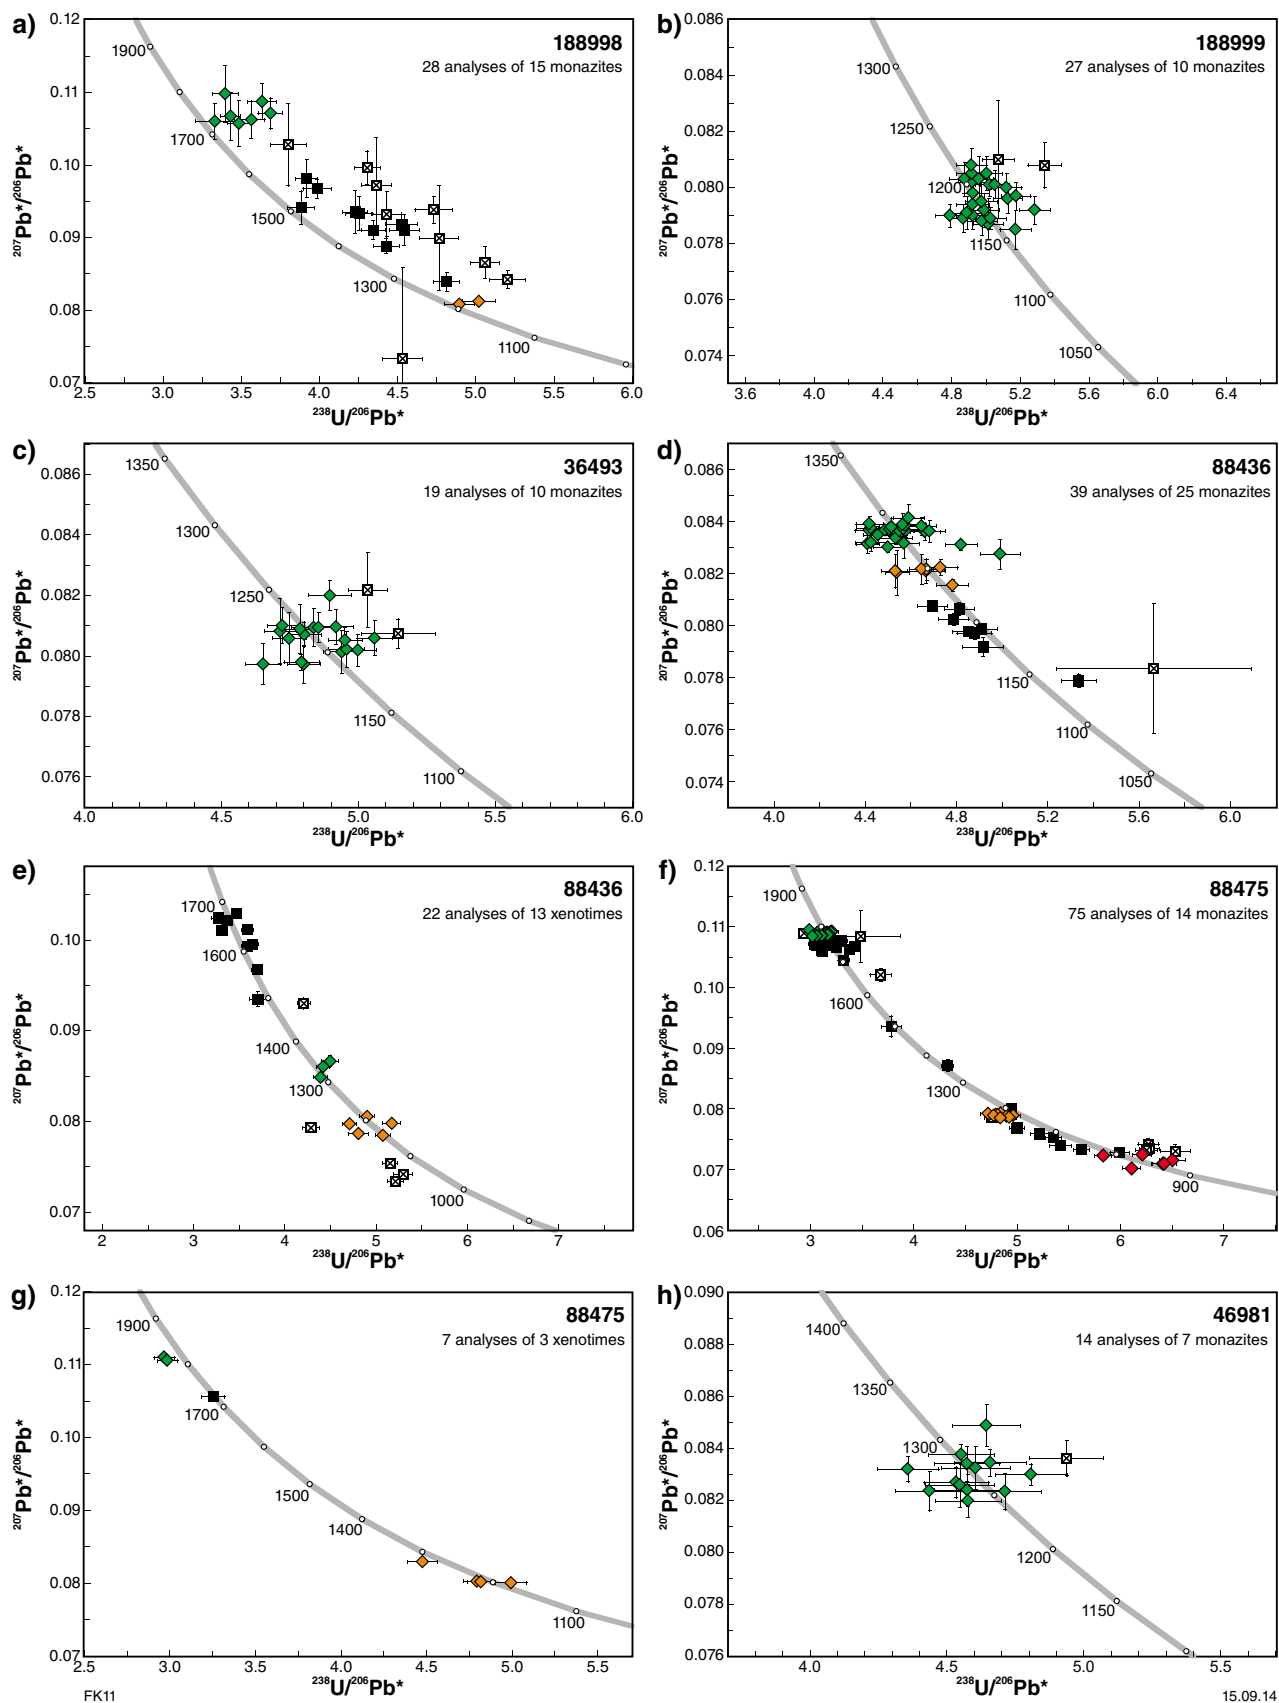 a)
188998
28 analyses of 15 monazites
0.12
0.11
0.10
0.09
0.08
0.07
1900
1700
1500
1300
1100
2.5 3.0 3.5 4.0 4.5 5.0 5.5 6.0
²³⁸U/²⁰⁶Pb*
²⁰⁷Pb*/²⁰⁶Pb*
b)
188999
27 analyses of 10 monazites
0.086
0.084
0.082
0.080
0.078
0.076
0.074
1300
1250
1200
1150
1100
1050
3.6 4.0 4.4 4.8 5.2 5.6 6.0 6.4
²³⁸U/²⁰⁶Pb*
²⁰⁷Pb*/²⁰⁶Pb*
c)
36493
19 analyses of 10 monazites
0.086
0.084
0.082
0.080
0.078
0.076
1350
1300
1250
1150
1100
4.0 4.5 5.0 5.5 6.0
²³⁸U/²⁰⁶Pb*
²⁰⁷Pb*/²⁰⁶Pb*
d)
88436
39 analyses of 25 monazites
0.086
0.084
0.082
0.080
0.078
0.076
0.074
1350
1150
1100
1050
4.0 4.4 4.8 5.2 5.6 6.0
²³⁸U/²⁰⁶Pb*
²⁰⁷Pb*/²⁰⁶Pb*
e)
88436
22 analyses of 13 xenotimes
0.10
0.09
0.08
0.07
1700
1600
1400
1300
1000
2 3 4 5 6 7
²³⁸U/²⁰⁶Pb*
²⁰⁷Pb*/²⁰⁶Pb*
f)
88475
75 analyses of 14 monazites
0.12
0.11
0.10
0.09
0.08
0.07
0.06
1900
1600
1300
900
3 4 5 6 7
²³⁸U/²⁰⁶Pb*
²⁰⁷Pb*/²⁰⁶Pb*
g)
88475
7 analyses of 3 xenotimes
0.12
0.11
0.10
0.09
0.08
0.07
1900
1700
1500
1400
1100
2.5 3.0 3.5 4.0 4.5 5.0 5.5
²³⁸U/²⁰⁶Pb*
²⁰⁷Pb*/²⁰⁶Pb*
h)
46981
14 analyses of 7 monazites
0.090
0.088
0.086
0.084
0.082
0.080
0.078
0.076
1400
1350
1300
1200
1150
4.0 4.5 5.0 5.5
²³⁸U/²⁰⁶Pb*
²⁰⁷Pb*/²⁰⁶Pb*
FK11
15.09.14